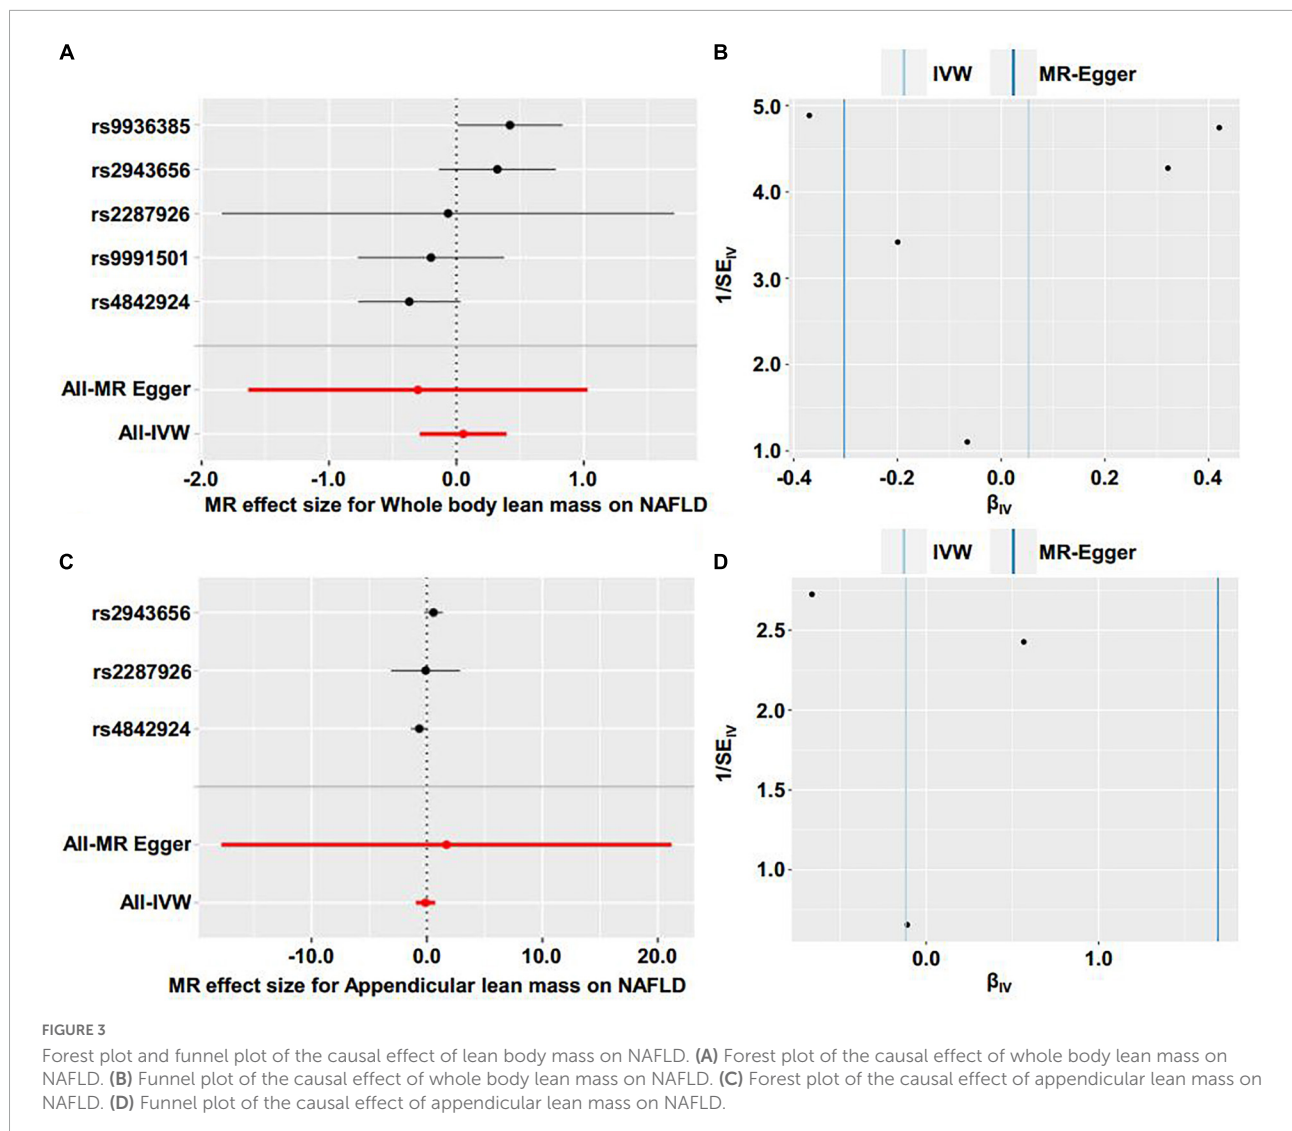 A
rs9936385
rs2943656
rs2287926
rs9991501
rs4842924
All-MR Egger
All-IVW
-2.0 -1.0 0.0 1.0
MR effect size for Whole body lean mass on NAFLD
B
IVW MR-Egger
5.0
4.0
3.0
2.0
1.0
1/SEIV
-0.4 -0.2 0.0 0.2 0.4
βIV
C
rs2943656
rs2287926
rs4842924
All-MR Egger
All-IVW
-10.0 0.0 10.0 20.0
MR effect size for Appendicular lean mass on NAFLD
D
IVW MR-Egger
2.5
2.0
1.5
1.0
1/SEIV
0.0 1.0
βIV
FIGURE 3
Forest plot and funnel plot of the causal effect of lean body mass on NAFLD. (A) Forest plot of the causal effect of whole body lean mass on
NAFLD. (B) Funnel plot of the causal effect of whole body lean mass on NAFLD. (C) Forest plot of the causal effect of appendicular lean mass on
NAFLD. (D) Funnel plot of the causal effect of appendicular lean mass on NAFLD.